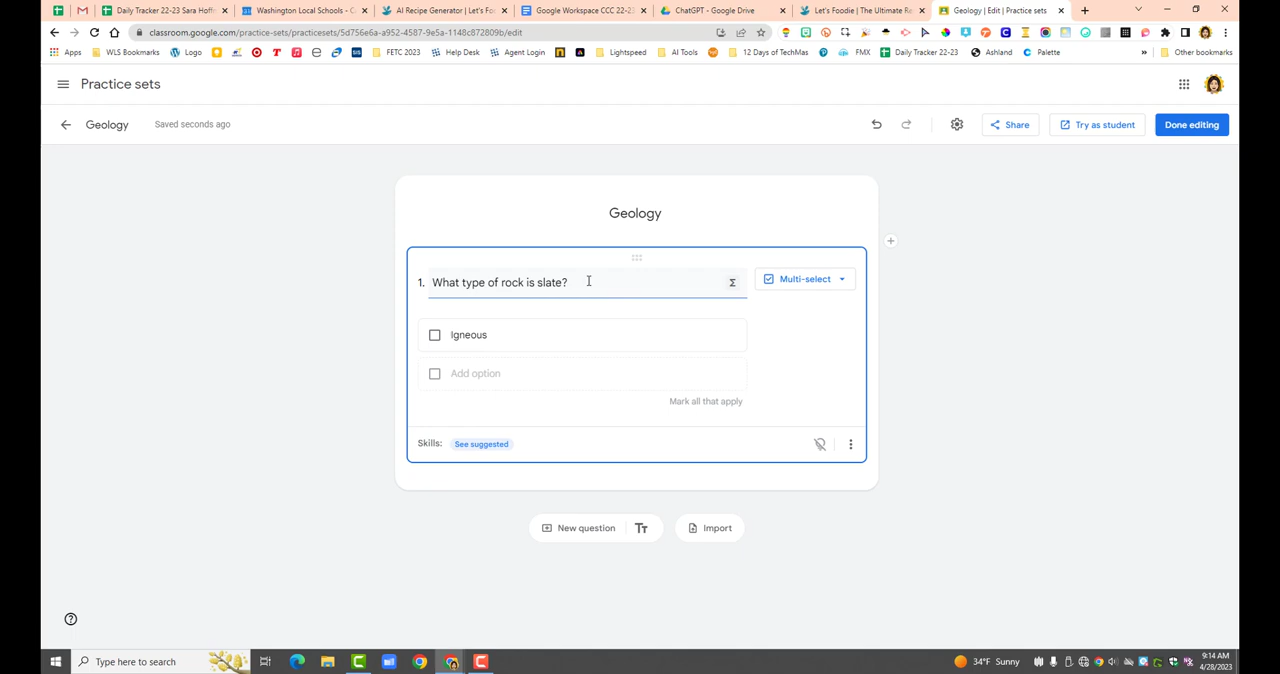 Daily Tracker 22-23 Sara Hoff
Washington Local Schools - C
AI Recipe Generator | Let's Fo
Google Workspace CCC 22-23
ChatGPT - Google Drive
Let's Foodie | The Ultimate Re
Geology | Edit | Practice sets
classroom.google.com/practice-sets/practicesets/5d756e6a-a952-4587-9e5a-1148c872809b/edit
Apps
WLS Bookmarks
Logo
FETC 2023
Help Desk
Agent Login
Lightspeed
AI Tools
12 Days of TechMas
FMX
Daily Tracker 22-23
Ashland
Palette
»
Other bookmarks
Practice sets
Geology
Saved seconds ago
Share
Try as student
Done editing
Geology
1. What type of rock is slate?
Σ
Multi-select
Igneous
Add option
Mark all that apply
Skills:
See suggested
New question
Tт
Import
Type here to search
34°F Sunny
9:14 AM
4/28/2023